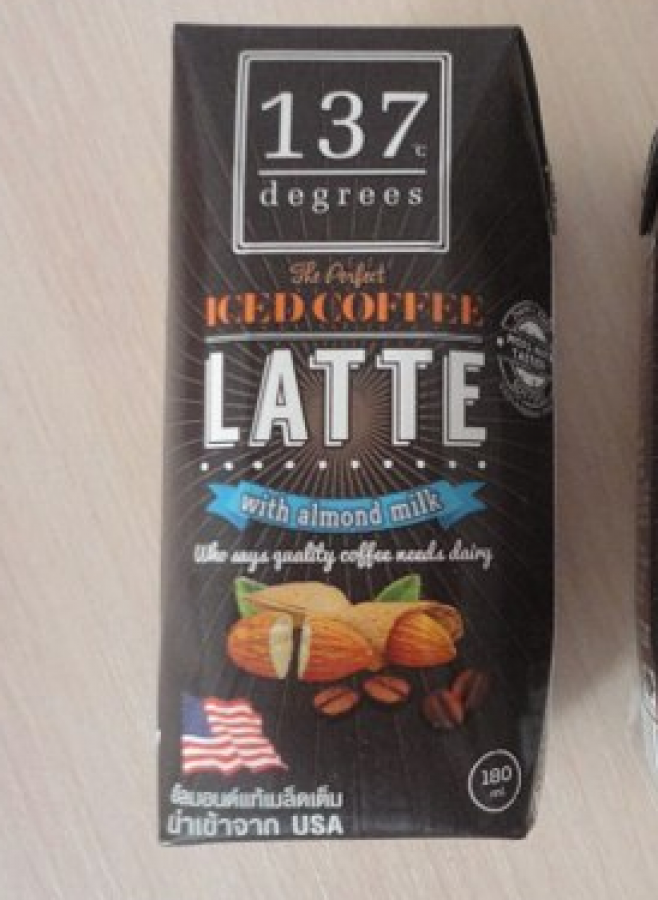 137
°C
degrees
The Perfect
ICED COFFEE
LATTE
with almond milk
Who says quality coffee needs dairy
อัลมอนด์แท้เมล็ดเต็ม
นำเข้าจาก USA
180
ml